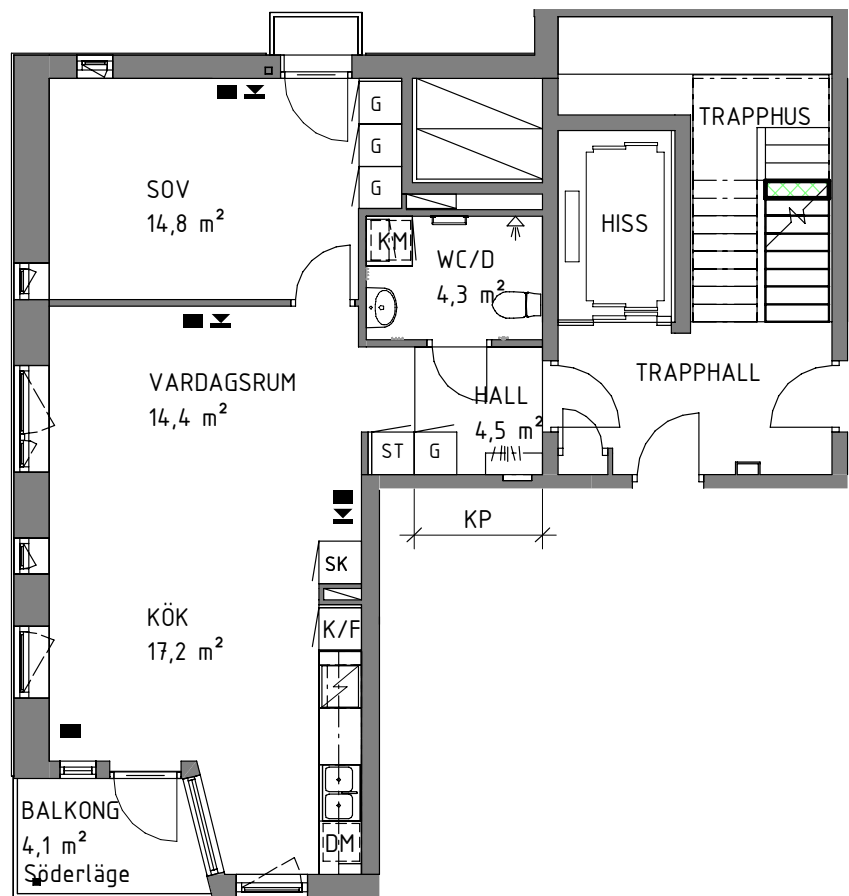 TRAPPHUS
G
G
G
SOV
14,8 m²
HISS
KM
WC/D
4,3 m²
VARDAGSRUM
14,4 m²
HALL
4,5 m²
TRAPPHALL
ST
G
KP
SK
KÖK
17,2 m²
K/F
BALKONG
4,1 m²
Söderläge
DM